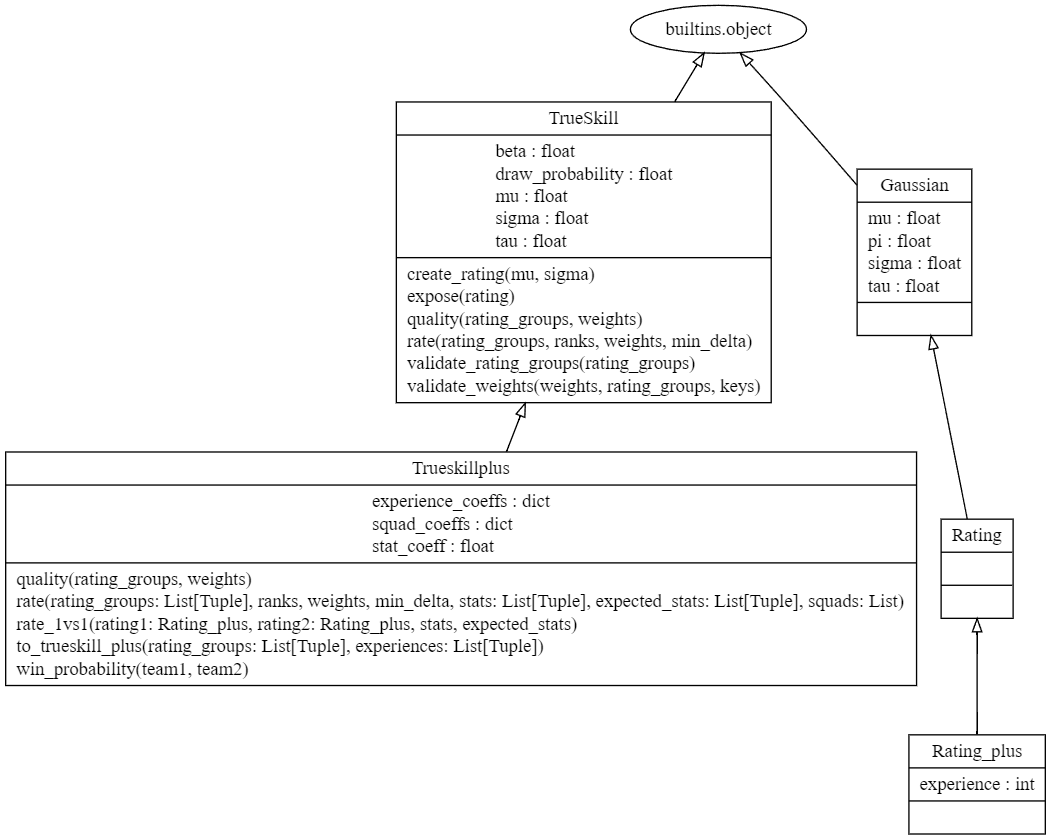 builtins.object
TrueSkill
beta : float
draw_probability : float
mu : float
sigma : float
tau : float
create_rating(mu, sigma)
expose(rating)
quality(rating_groups, weights)
rate(rating_groups, ranks, weights, min_delta)
validate_rating_groups(rating_groups)
validate_weights(weights, rating_groups, keys)
Gaussian
mu : float
pi : float
sigma : float
tau : float
Trueskillplus
experience_coeffs : dict
squad_coeffs : dict
stat_coeff : float
quality(rating_groups, weights)
rate(rating_groups: List[Tuple], ranks, weights, min_delta, stats: List[Tuple], expected_stats: List[Tuple], squads: List)
rate_1vs1(rating1: Rating_plus, rating2: Rating_plus, stats, expected_stats)
to_trueskill_plus(rating_groups: List[Tuple], experiences: List[Tuple])
win_probability(team1, team2)
Rating
Rating_plus
experience : int